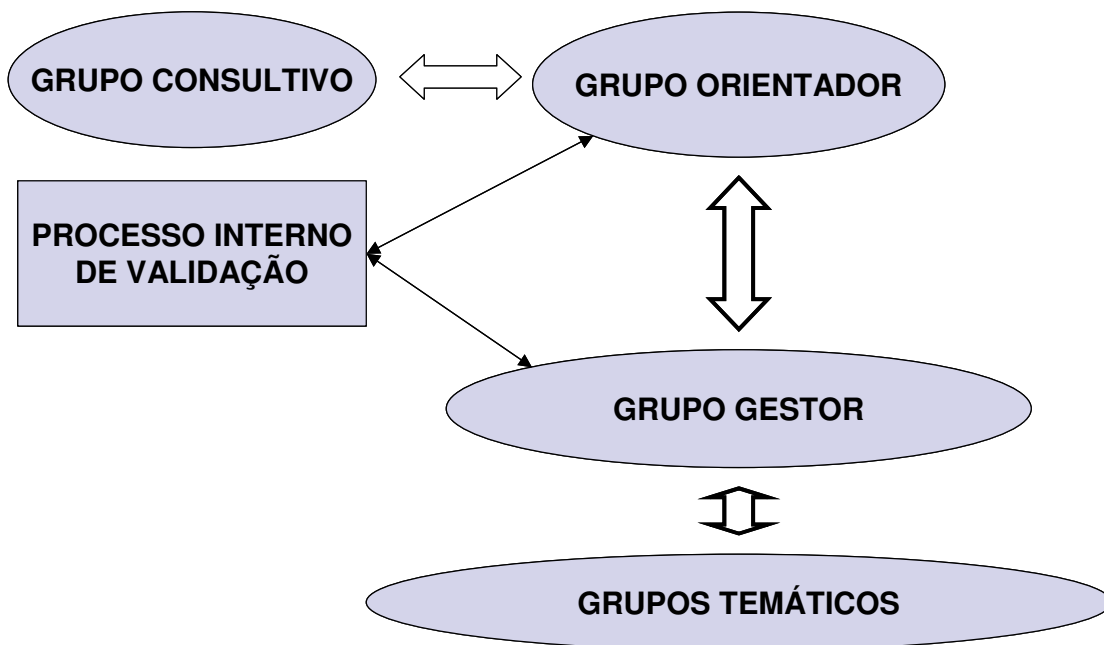 GRUPO CONSULTIVO
GRUPO ORIENTADOR
PROCESSO INTERNO
DE VALIDAÇÃO
GRUPO GESTOR
GRUPOS TEMÁTICOS